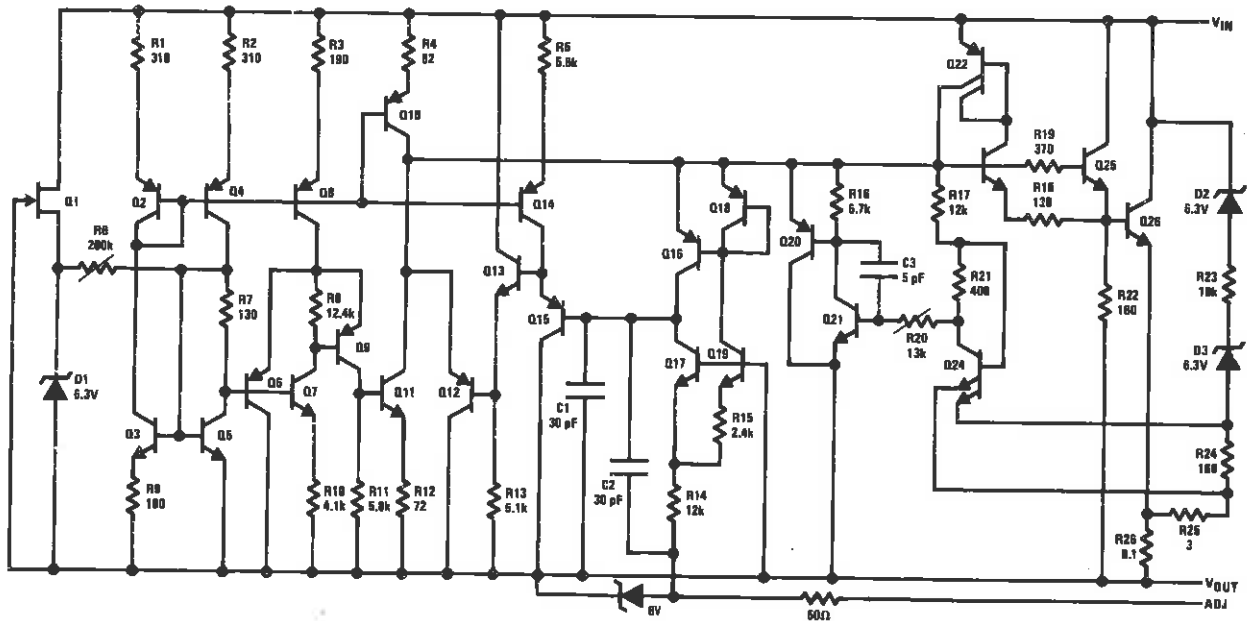 R1
310
R2
310
R3
190
R4
82
R5
5.6k
VIN
Q22
Q16
Q1
Q2
Q4
Q6
Q14
Q18
Q16
R16
6.7k
Q20
R17
12k
R19
370
R18
130
Q25
Q26
D2
6.3V
R6
200k
Q13
C3
5 pF
R7
130
R8
12.4k
Q15
Q21
R21
400
R20
13k
Q24
R22
160
R23
18k
D3
6.3V
D1
6.3V
Q6
Q7
Q9
Q11
Q12
Q17
Q19
C1
30 pF
R15
2.4k
Q3
Q5
C2
30 pF
R24
160
R9
180
R10
4.1k
R11
5.8k
R12
72
R13
5.1k
R14
12k
R25
3
R26
0.1
VOUT
6V
50Ω
ADJ